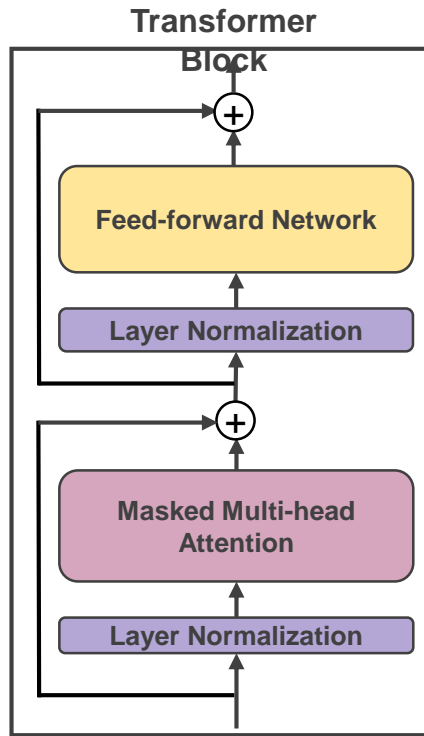 Transformer
Block
+
Feed-forward Network
Layer Normalization
+
Masked Multi-head
Attention
Layer Normalization